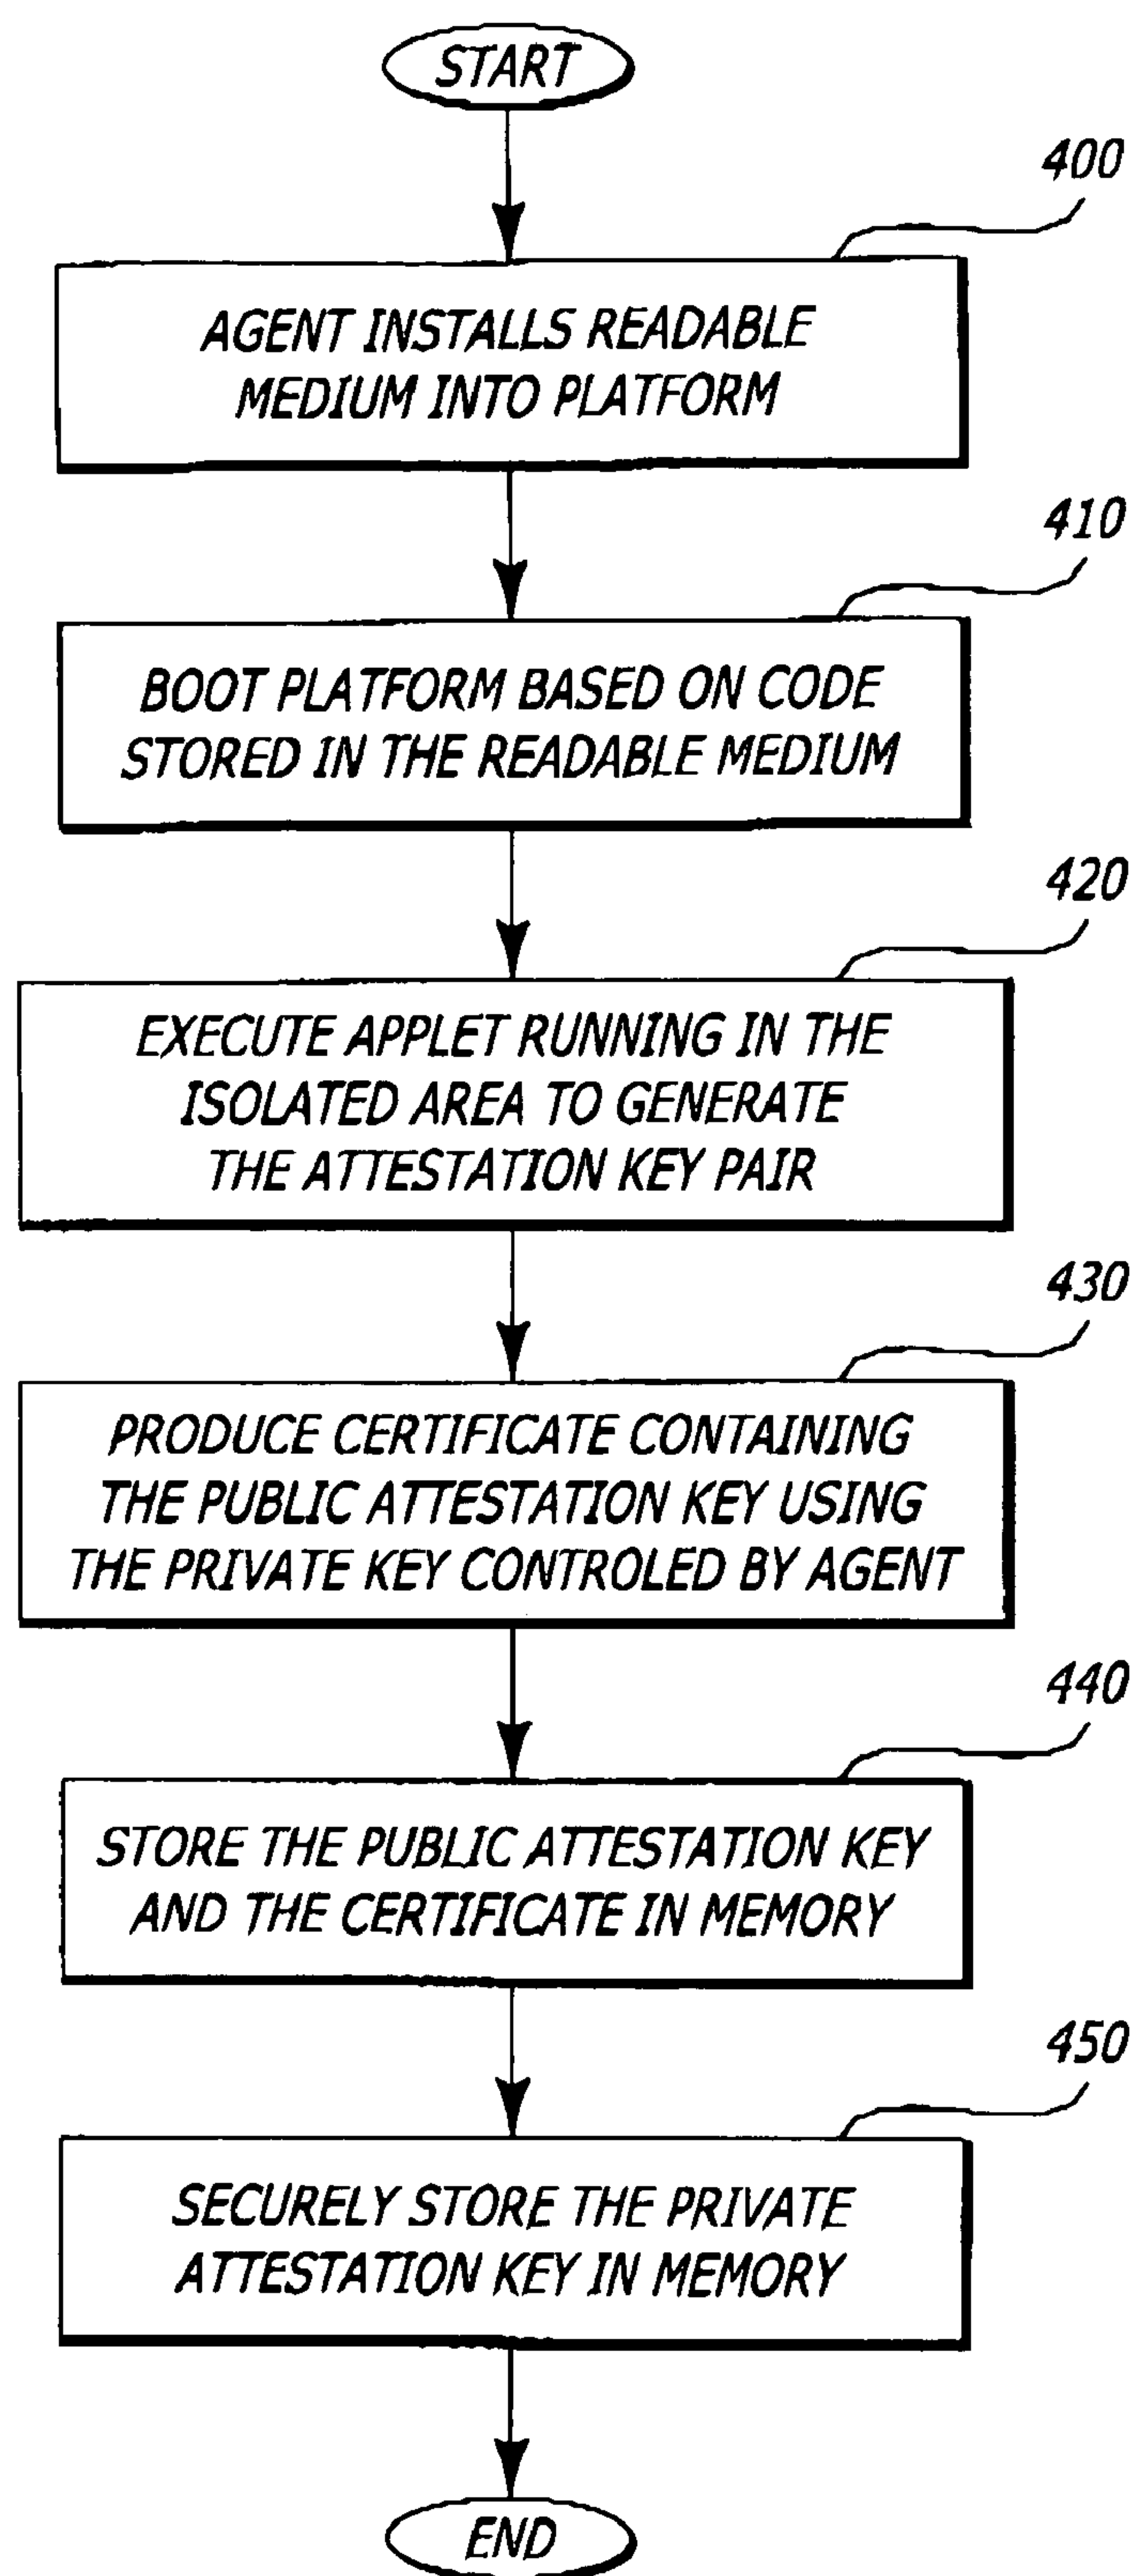 START
400
AGENT INSTALLS READABLE
MEDIUM INTO PLATFORM
410
BOOT PLATFORM BASED ON CODE
STORED IN THE READABLE MEDIUM
420
EXECUTE APPLET RUNNING IN THE
ISOLATED AREA TO GENERATE
THE ATTESTATION KEY PAIR
430
PRODUCE CERTIFICATE CONTAINING
THE PUBLIC ATTESTATION KEY USING
THE PRIVATE KEY CONTROLED BY AGENT
440
STORE THE PUBLIC ATTESTATION KEY
AND THE CERTIFICATE IN MEMORY
450
SECURELY STORE THE PRIVATE
ATTESTATION KEY IN MEMORY
END